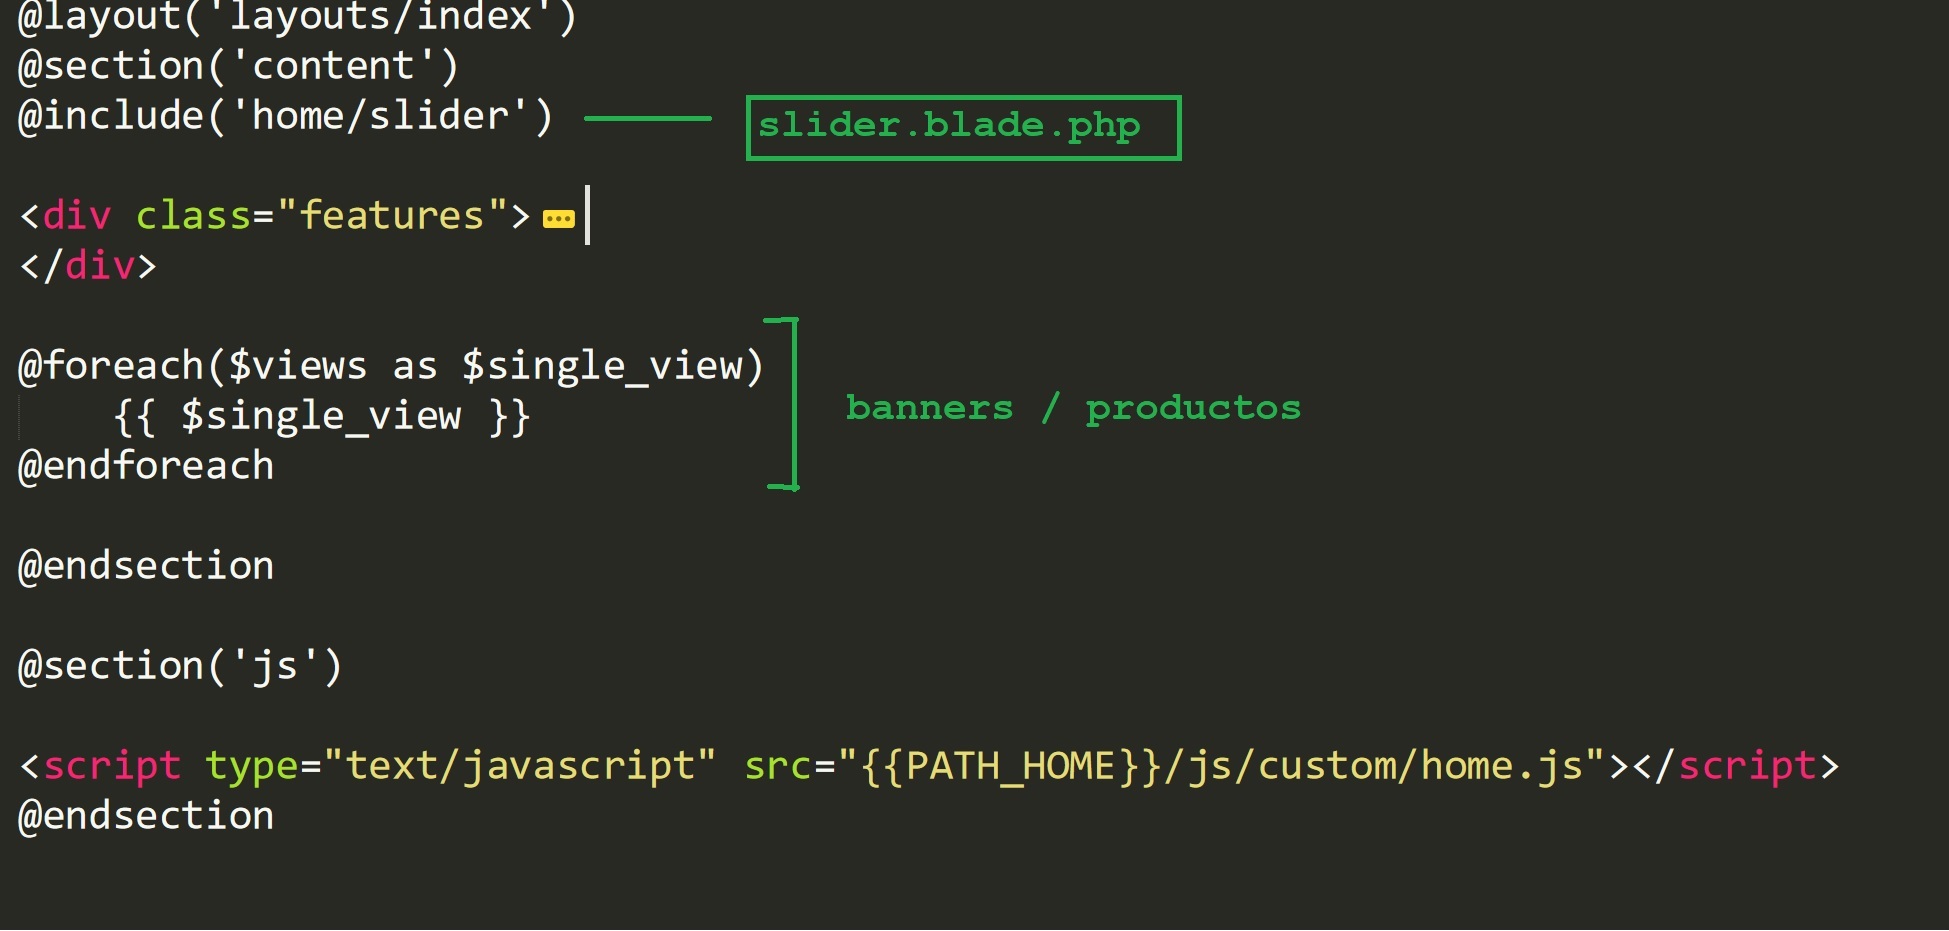 @layout('layouts/index')
@section('content')
@include('home/slider') slider.blade.php
<div class="features">
</div>
@foreach($views as $single_view)
{{ $single_view }}
banners / productos
@endforeach
@endsection
@section('js')
<script type="text/javascript" src="{{PATH_HOME}}/js/custom/home.js"></script>
@endsection